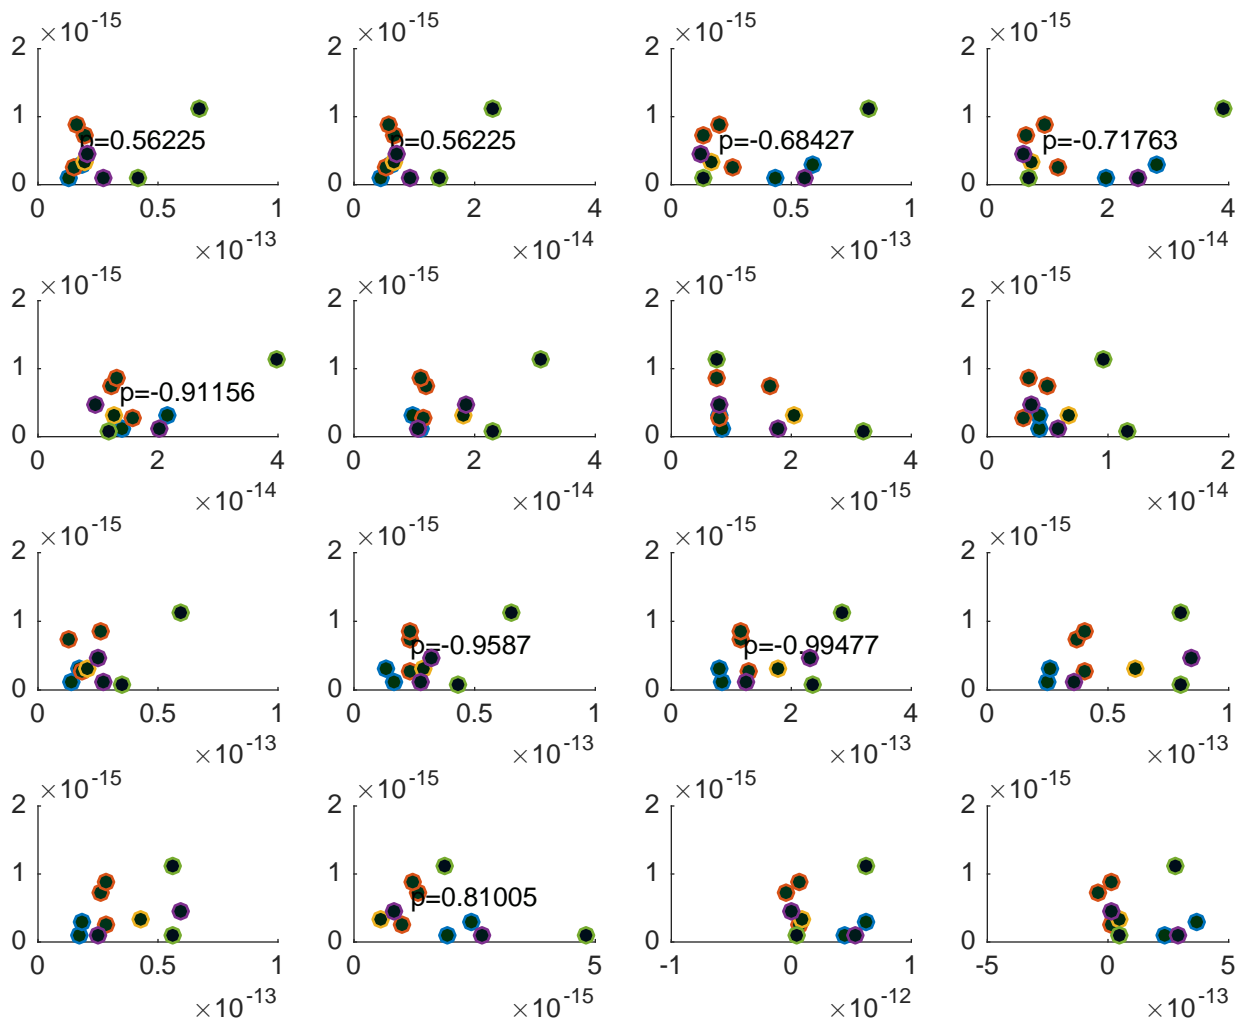 2 ×10-15 2 ×10-15 2 ×10-15 2 ×10-15
1 1 1 1
p=0.56225 p=0.56225 p=-0.68427 p=-0.71763
0 0 0 0
0 0.5 1 0 2 4 0 0.5 1 0 2 4
×10-13 ×10-14 ×10-13 ×10-14
2 ×10-15 2 ×10-15 2 ×10-15 2 ×10-15
1 1 1 1
p=-0.91156
0 0 0 0
0 2 4 0 2 4 0 2 4 0 1 2
×10-14 ×10-14 ×10-15 ×10-14
2 ×10-15 2 ×10-15 2 ×10-15 2 ×10-15
1 1 1 1
p=-0.9587 p=-0.99477
0 0 0 0
0 0.5 1 0 0.5 1 0 2 4 0 0.5 1
×10-13 ×10-13 ×10-13 ×10-13
2 ×10-15 2 ×10-15 2 ×10-15 2 ×10-15
1 1 1 1
p=0.81005
0 0 0 0
0 0.5 1 0 5 -1 0 1 -5 0 5
×10-13 ×10-15 ×10-12 ×10-13